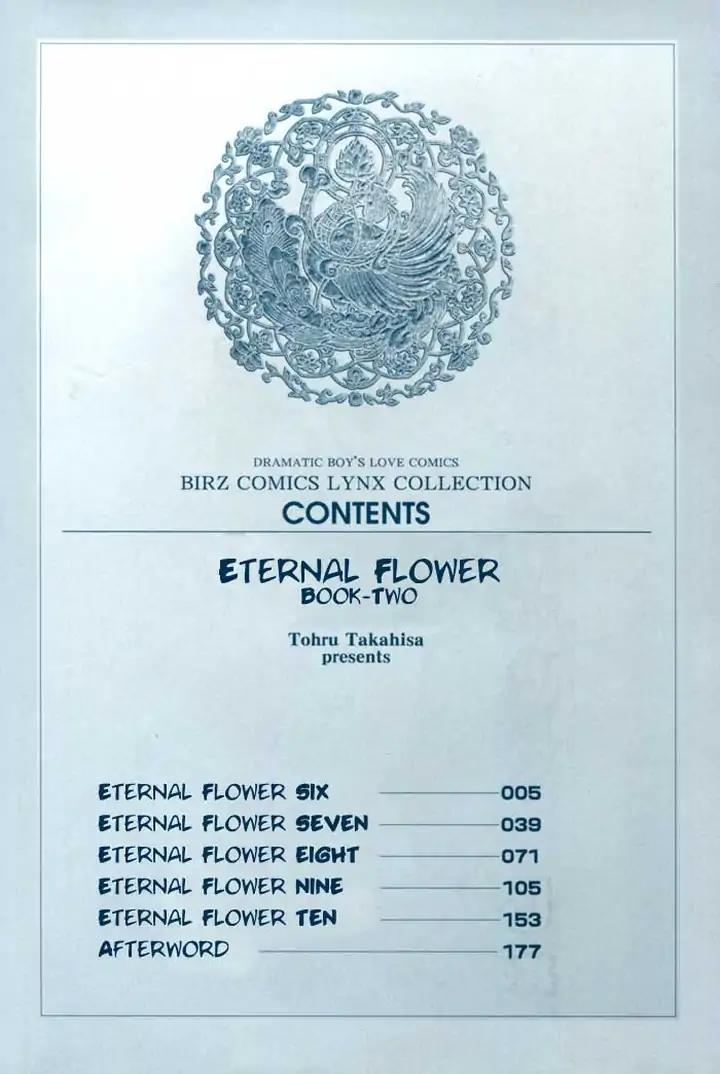 DRAMATIC BOY'S LOVE COMICS
BIRZ COMICS LYNX COLLECTION
CONTENTS
ETERNAL FLOWER
BOOK-TWO
Tohru Takahisa
presents
ETERNAL FLOWER SIX 005
ETERNAL FLOWER SEVEN 039
ETERNAL FLOWER EIGHT 071
ETERNAL FLOWER NINE 105
ETERNAL FLOWER TEN 153
AFTERWORD 177